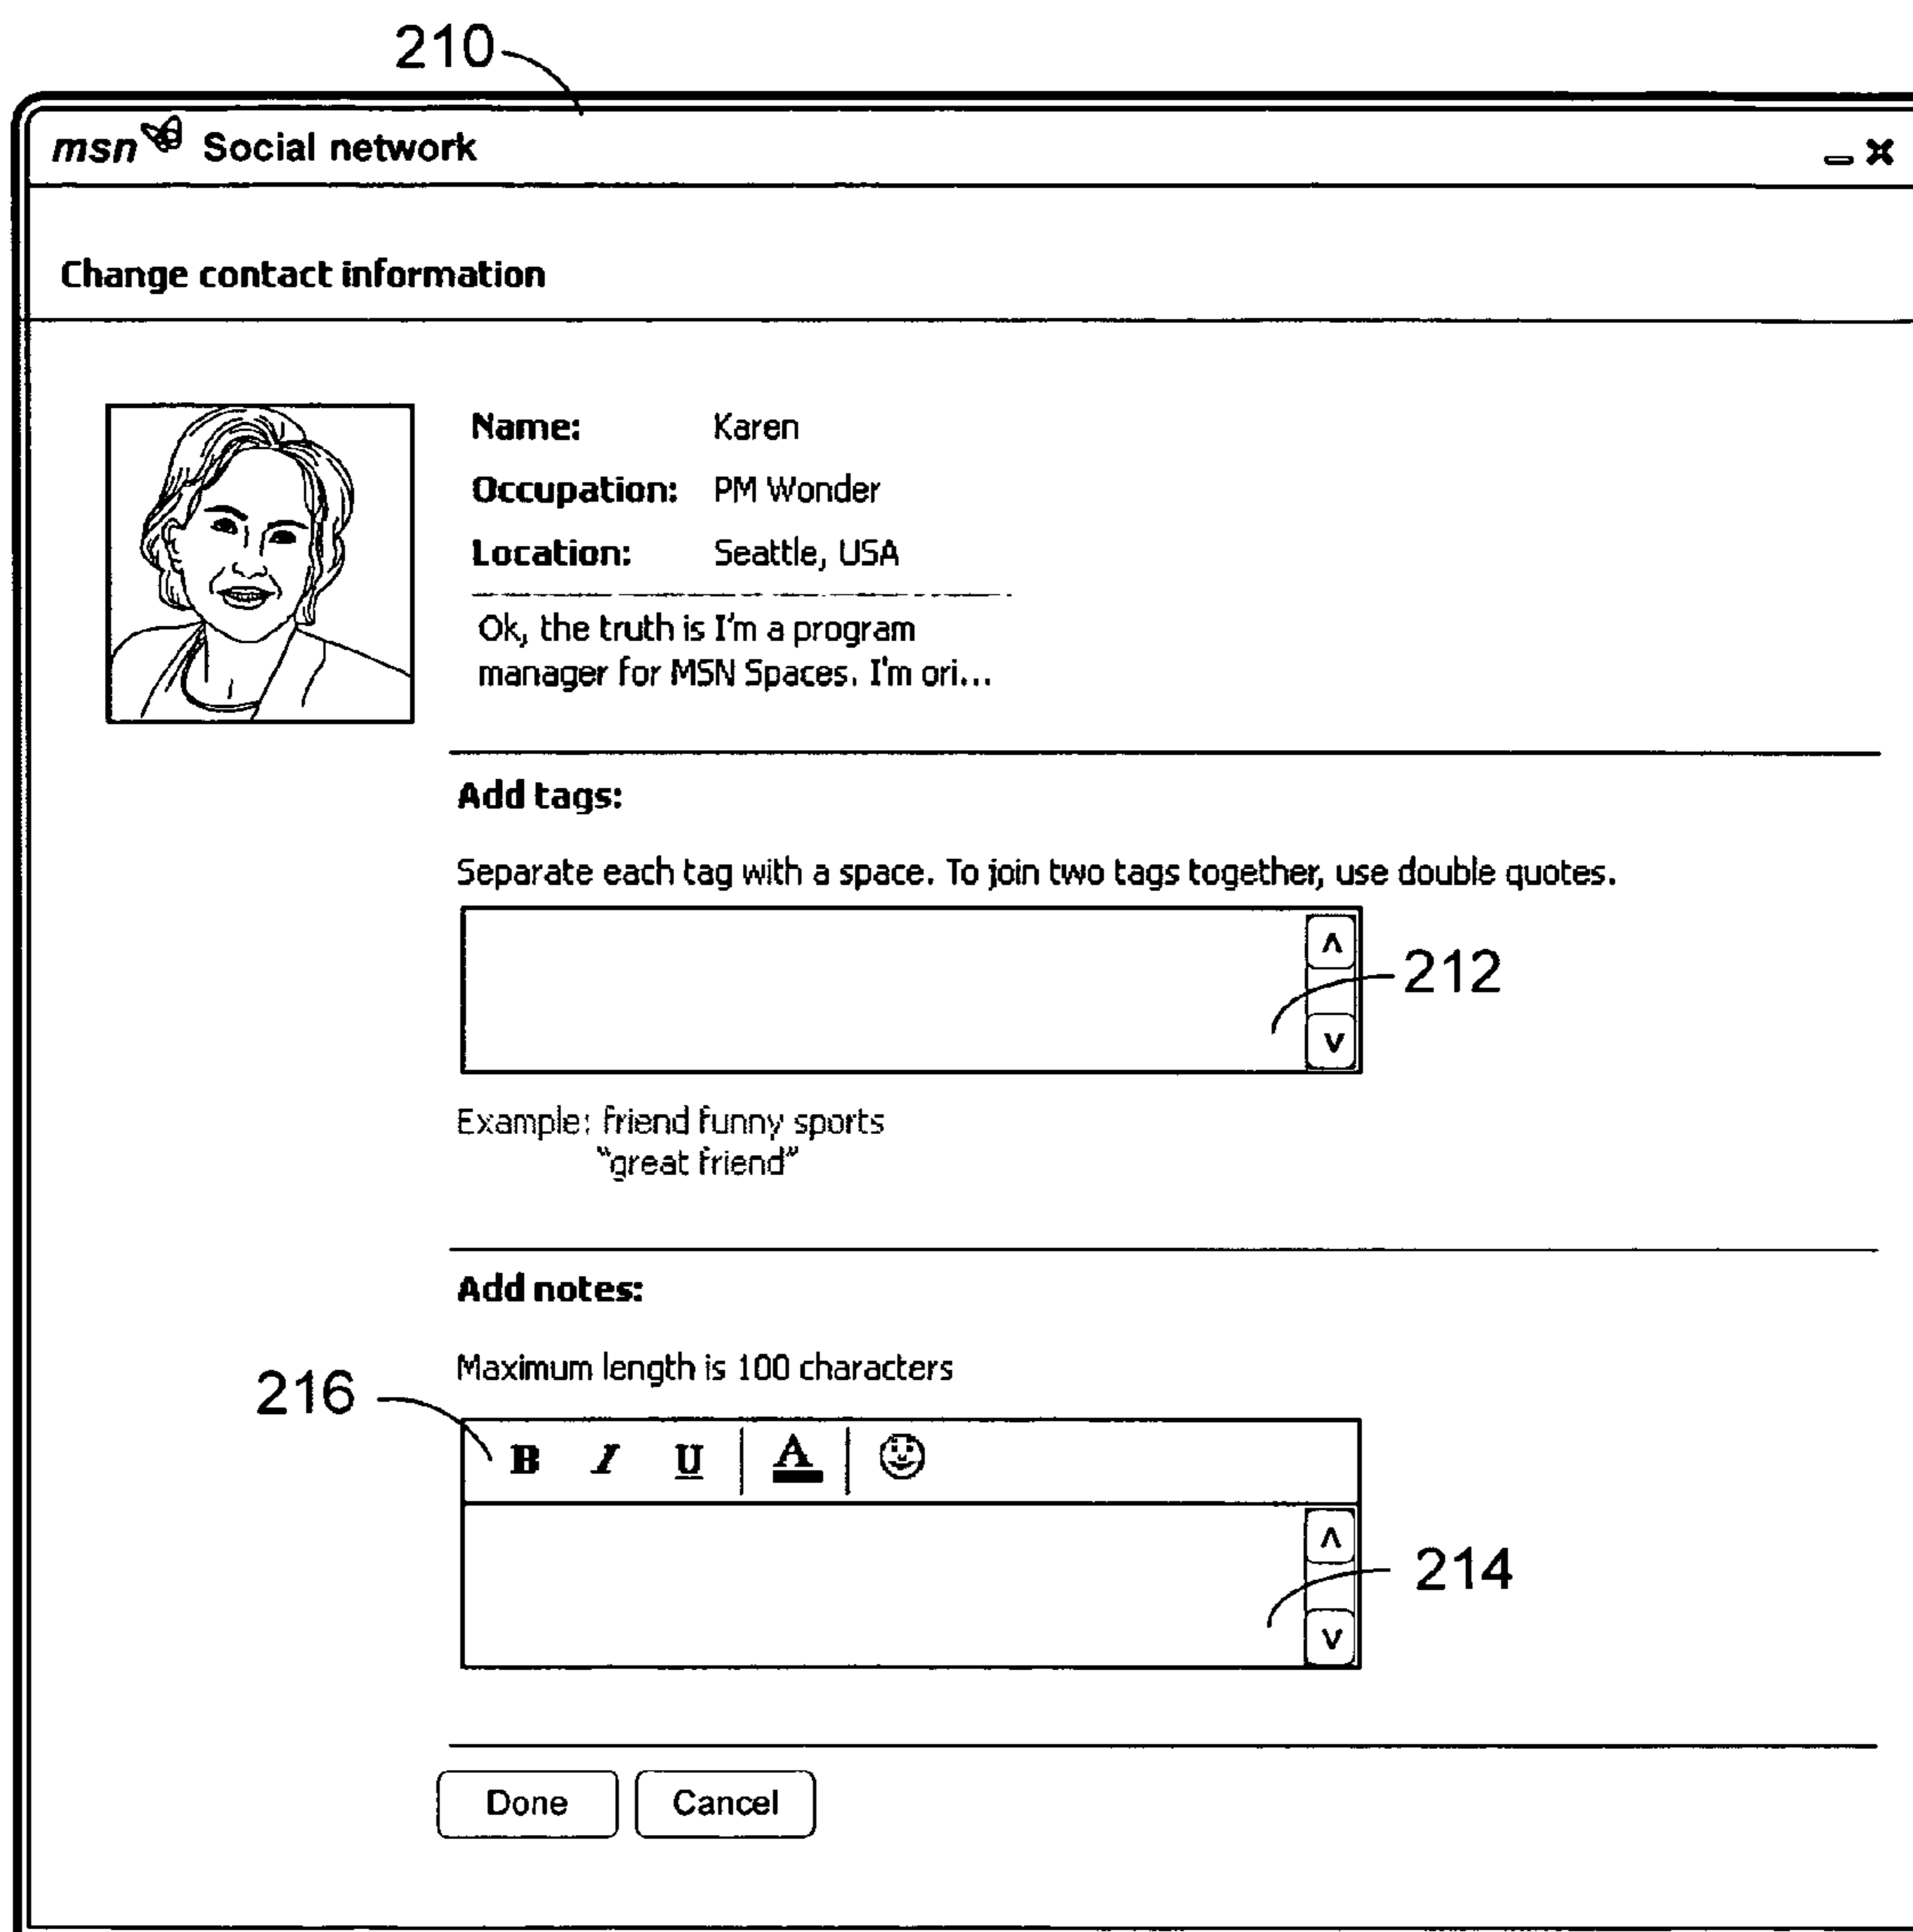 210
msn Social network
Change contact information
Name: Karen
Occupation: PM Wonder
Location: Seattle, USA
Ok, the truth is I'm a program
manager for MSN Spaces. I'm ori...
Add tags:
Separate each tag with a space. To join two tags together, use double quotes.
212
Example: friend funny sports
"great friend"
Add notes:
Maximum length is 100 characters
216
B I U A
214
Done Cancel